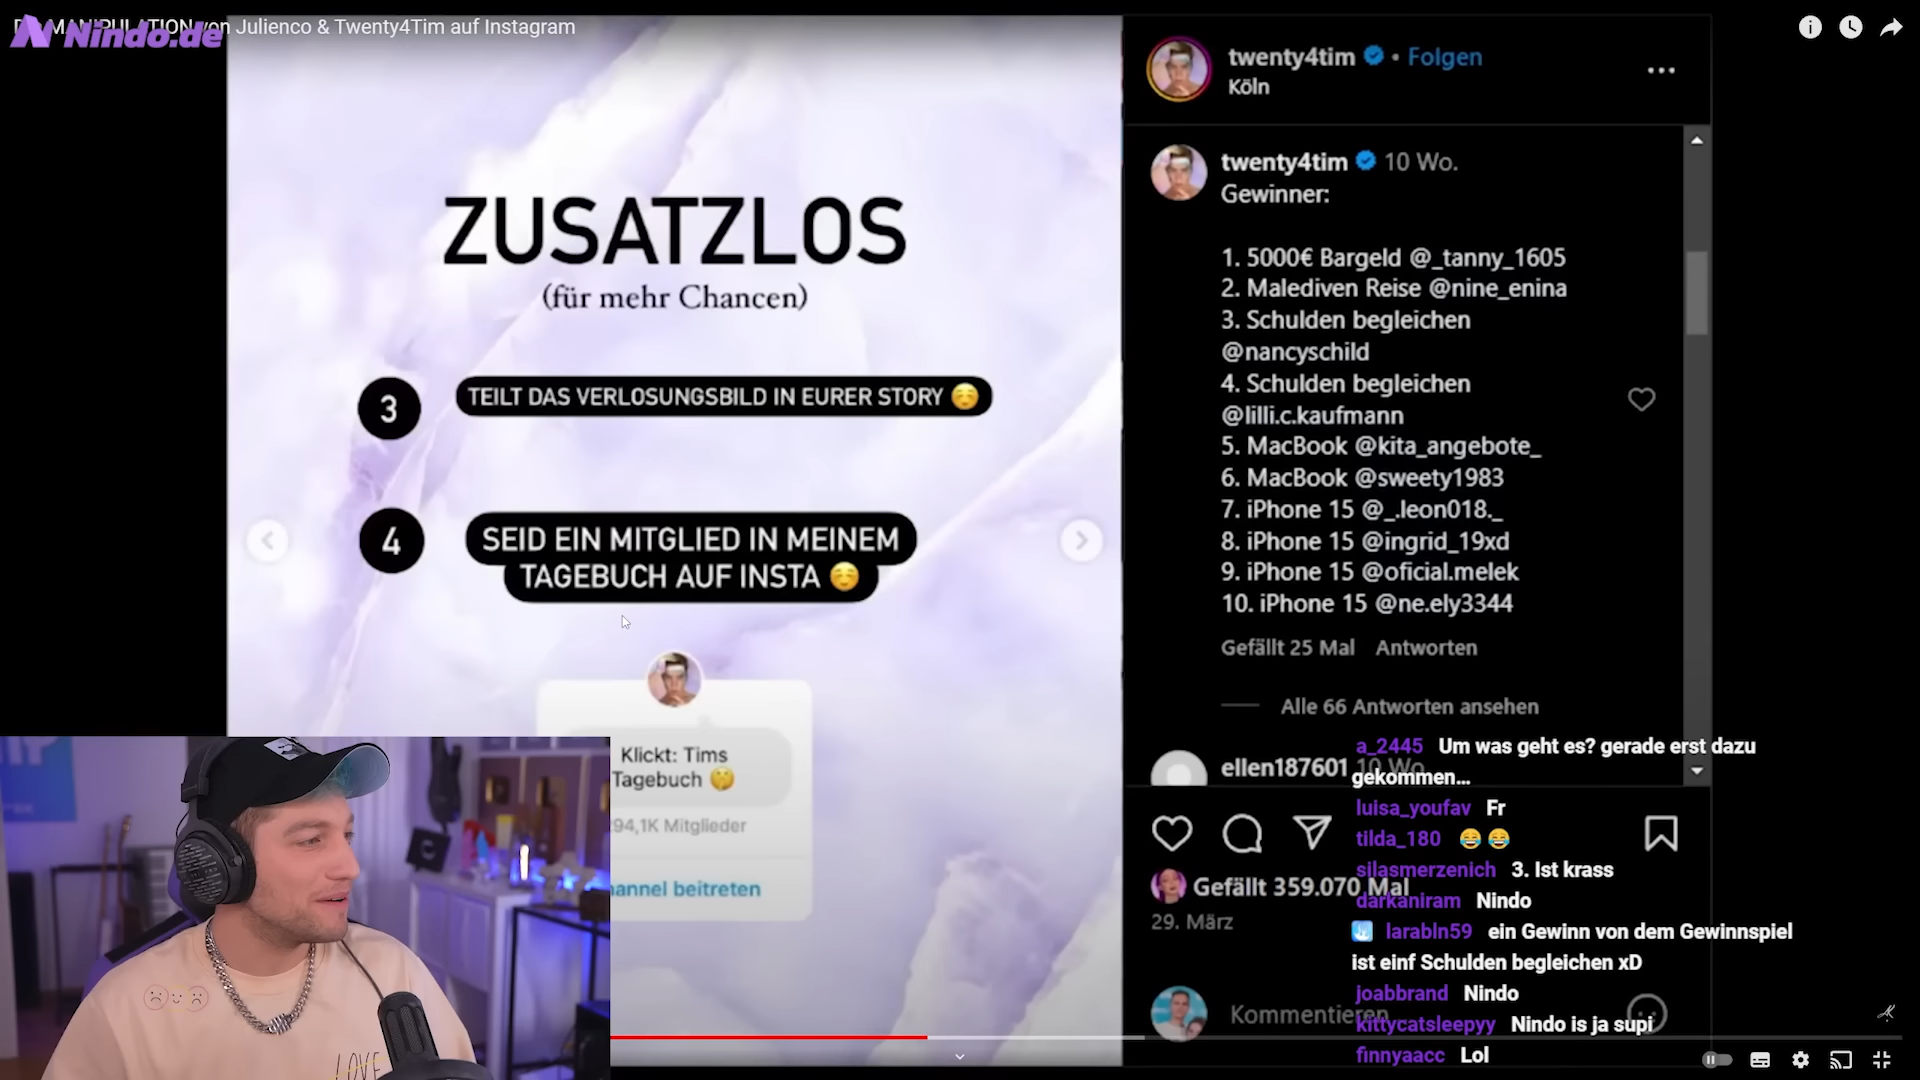 DIE MANIPULATION von Julienco & Twenty4Tim auf Instagram
Nindo.de
ZUSATZLOS
(für mehr Chancen)
3
TEILT DAS VERLOSUNGSBILD IN EURER STORY ☺️
4
SEID EIN MITGLIED IN MEINEM
TAGEBUCH AUF INSTA ☺️
Klickt: Tims
Tagebuch 🤫
94,1K Mitglieder
hannel beitreten
LOVE
twenty4tim • Folgen
Köln
twenty4tim 10 Wo.
Gewinner:
1. 5000€ Bargeld @_tanny_1605
2. Malediven Reise @nine_enina
3. Schulden begleichen
@nancyschild
4. Schulden begleichen
@lilli.c.kaufmann
5. MacBook @kita_angebote_
6. MacBook @sweety1983
7. iPhone 15 @_.leon018._
8. iPhone 15 @ingrid_19xd
9. iPhone 15 @oficial.melek
10. iPhone 15 @ne.ely3344
Gefällt 25 Mal Antworten
Alle 66 Antworten ansehen
ellen187601 10 Wo.
Gefällt 359.070 Mal
29. März
Kommentieren...
a_2445 Um was geht es? gerade erst dazu
gekommen...
luisa_youfav Fr
tilda_180 😂 😂
silasmerzenich 3. Ist krass
darkaniram Nindo
larabln59 ein Gewinn von dem Gewinnspiel
ist einf Schulden begleichen xD
joabbrand Nindo
kittycatsleepyy Nindo is ja supi
finnyaacc Lol